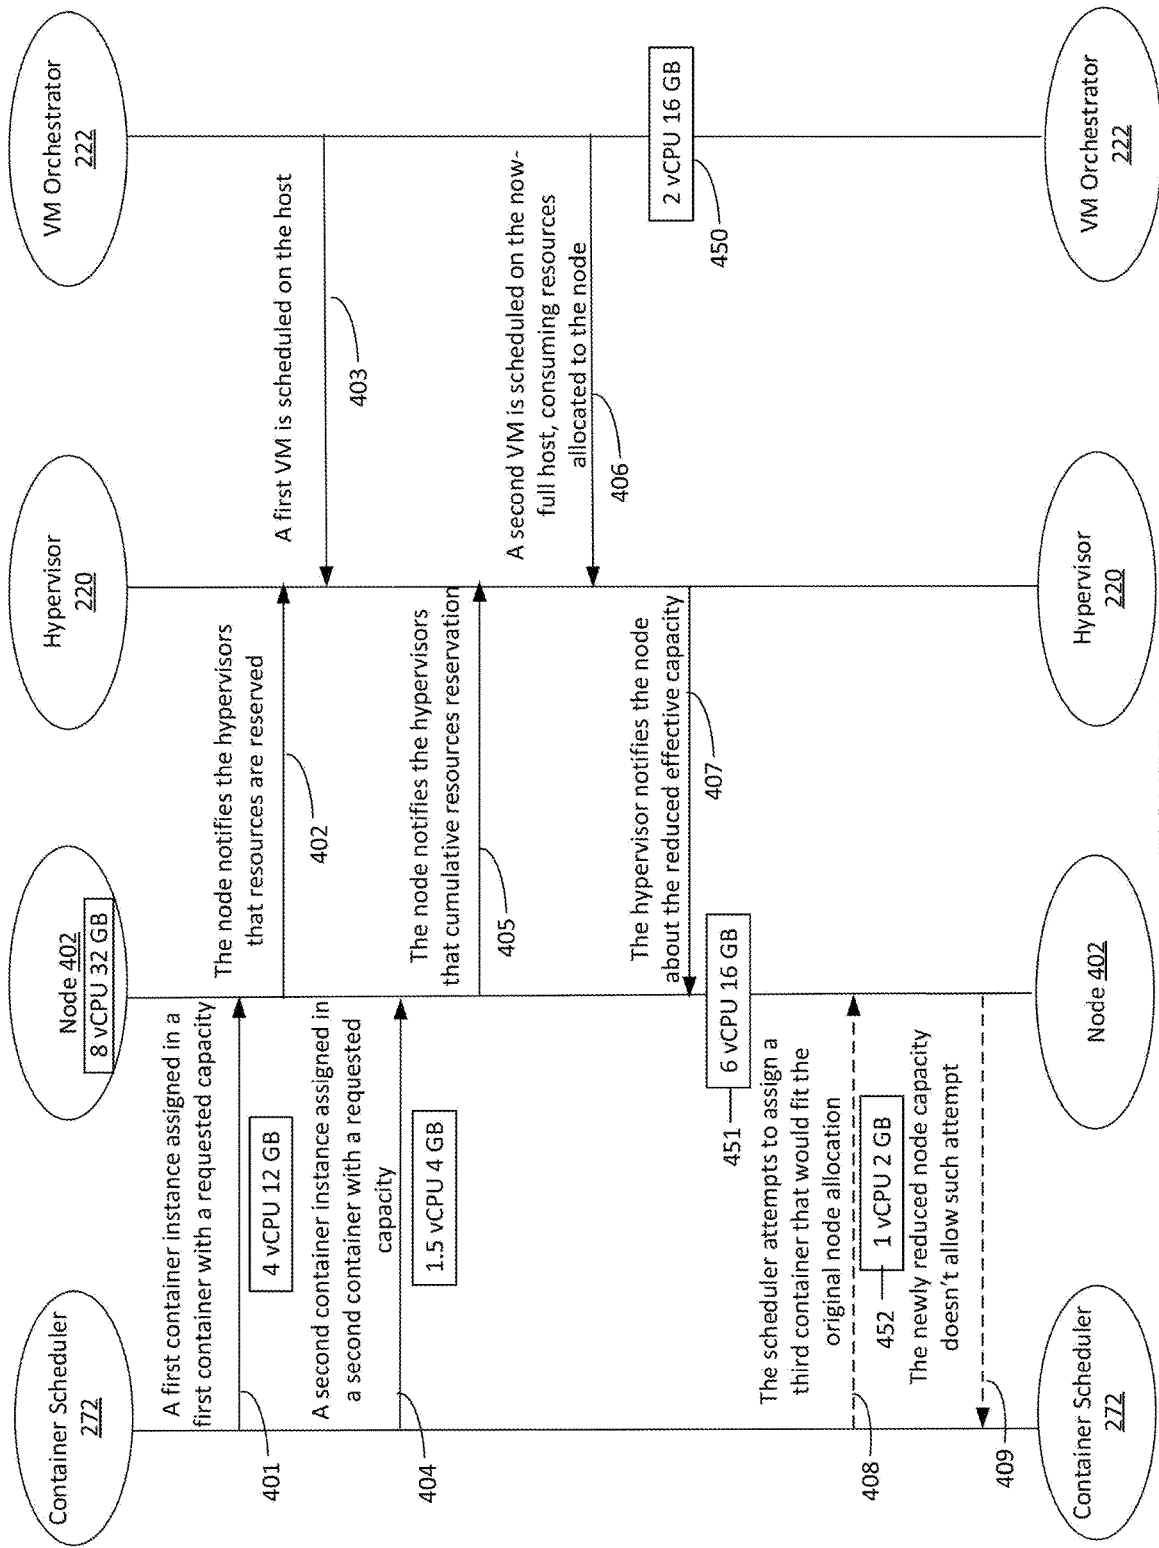 Container Scheduler
272
Node 402
8 vCPU 32 GB
Hypervisor
220
VM Orchestrator
222
A first container instance assigned in a
first container with a requested capacity
4 vCPU 12 GB
401
The node notifies the hypervisors
that resources are reserved
402
A first VM is scheduled on the host
403
A second container instance assigned in
a second container with a requested
capacity
1.5 vCPU 4 GB
404
The node notifies the hypervisors
that cumulative resources reservation
405
A second VM is scheduled on the now-
full host, consuming resources
allocated to the node
406
2 vCPU 16 GB
450
The hypervisor notifies the node
about the reduced effective capacity
407
6 vCPU 16 GB
451
The scheduler attempts to assign a
third container that would fit the
original node allocation
408
452
1 vCPU 2 GB
The newly reduced node capacity
doesn't allow such attempt
409
Container Scheduler
272
Node 402
Hypervisor
220
VM Orchestrator
222